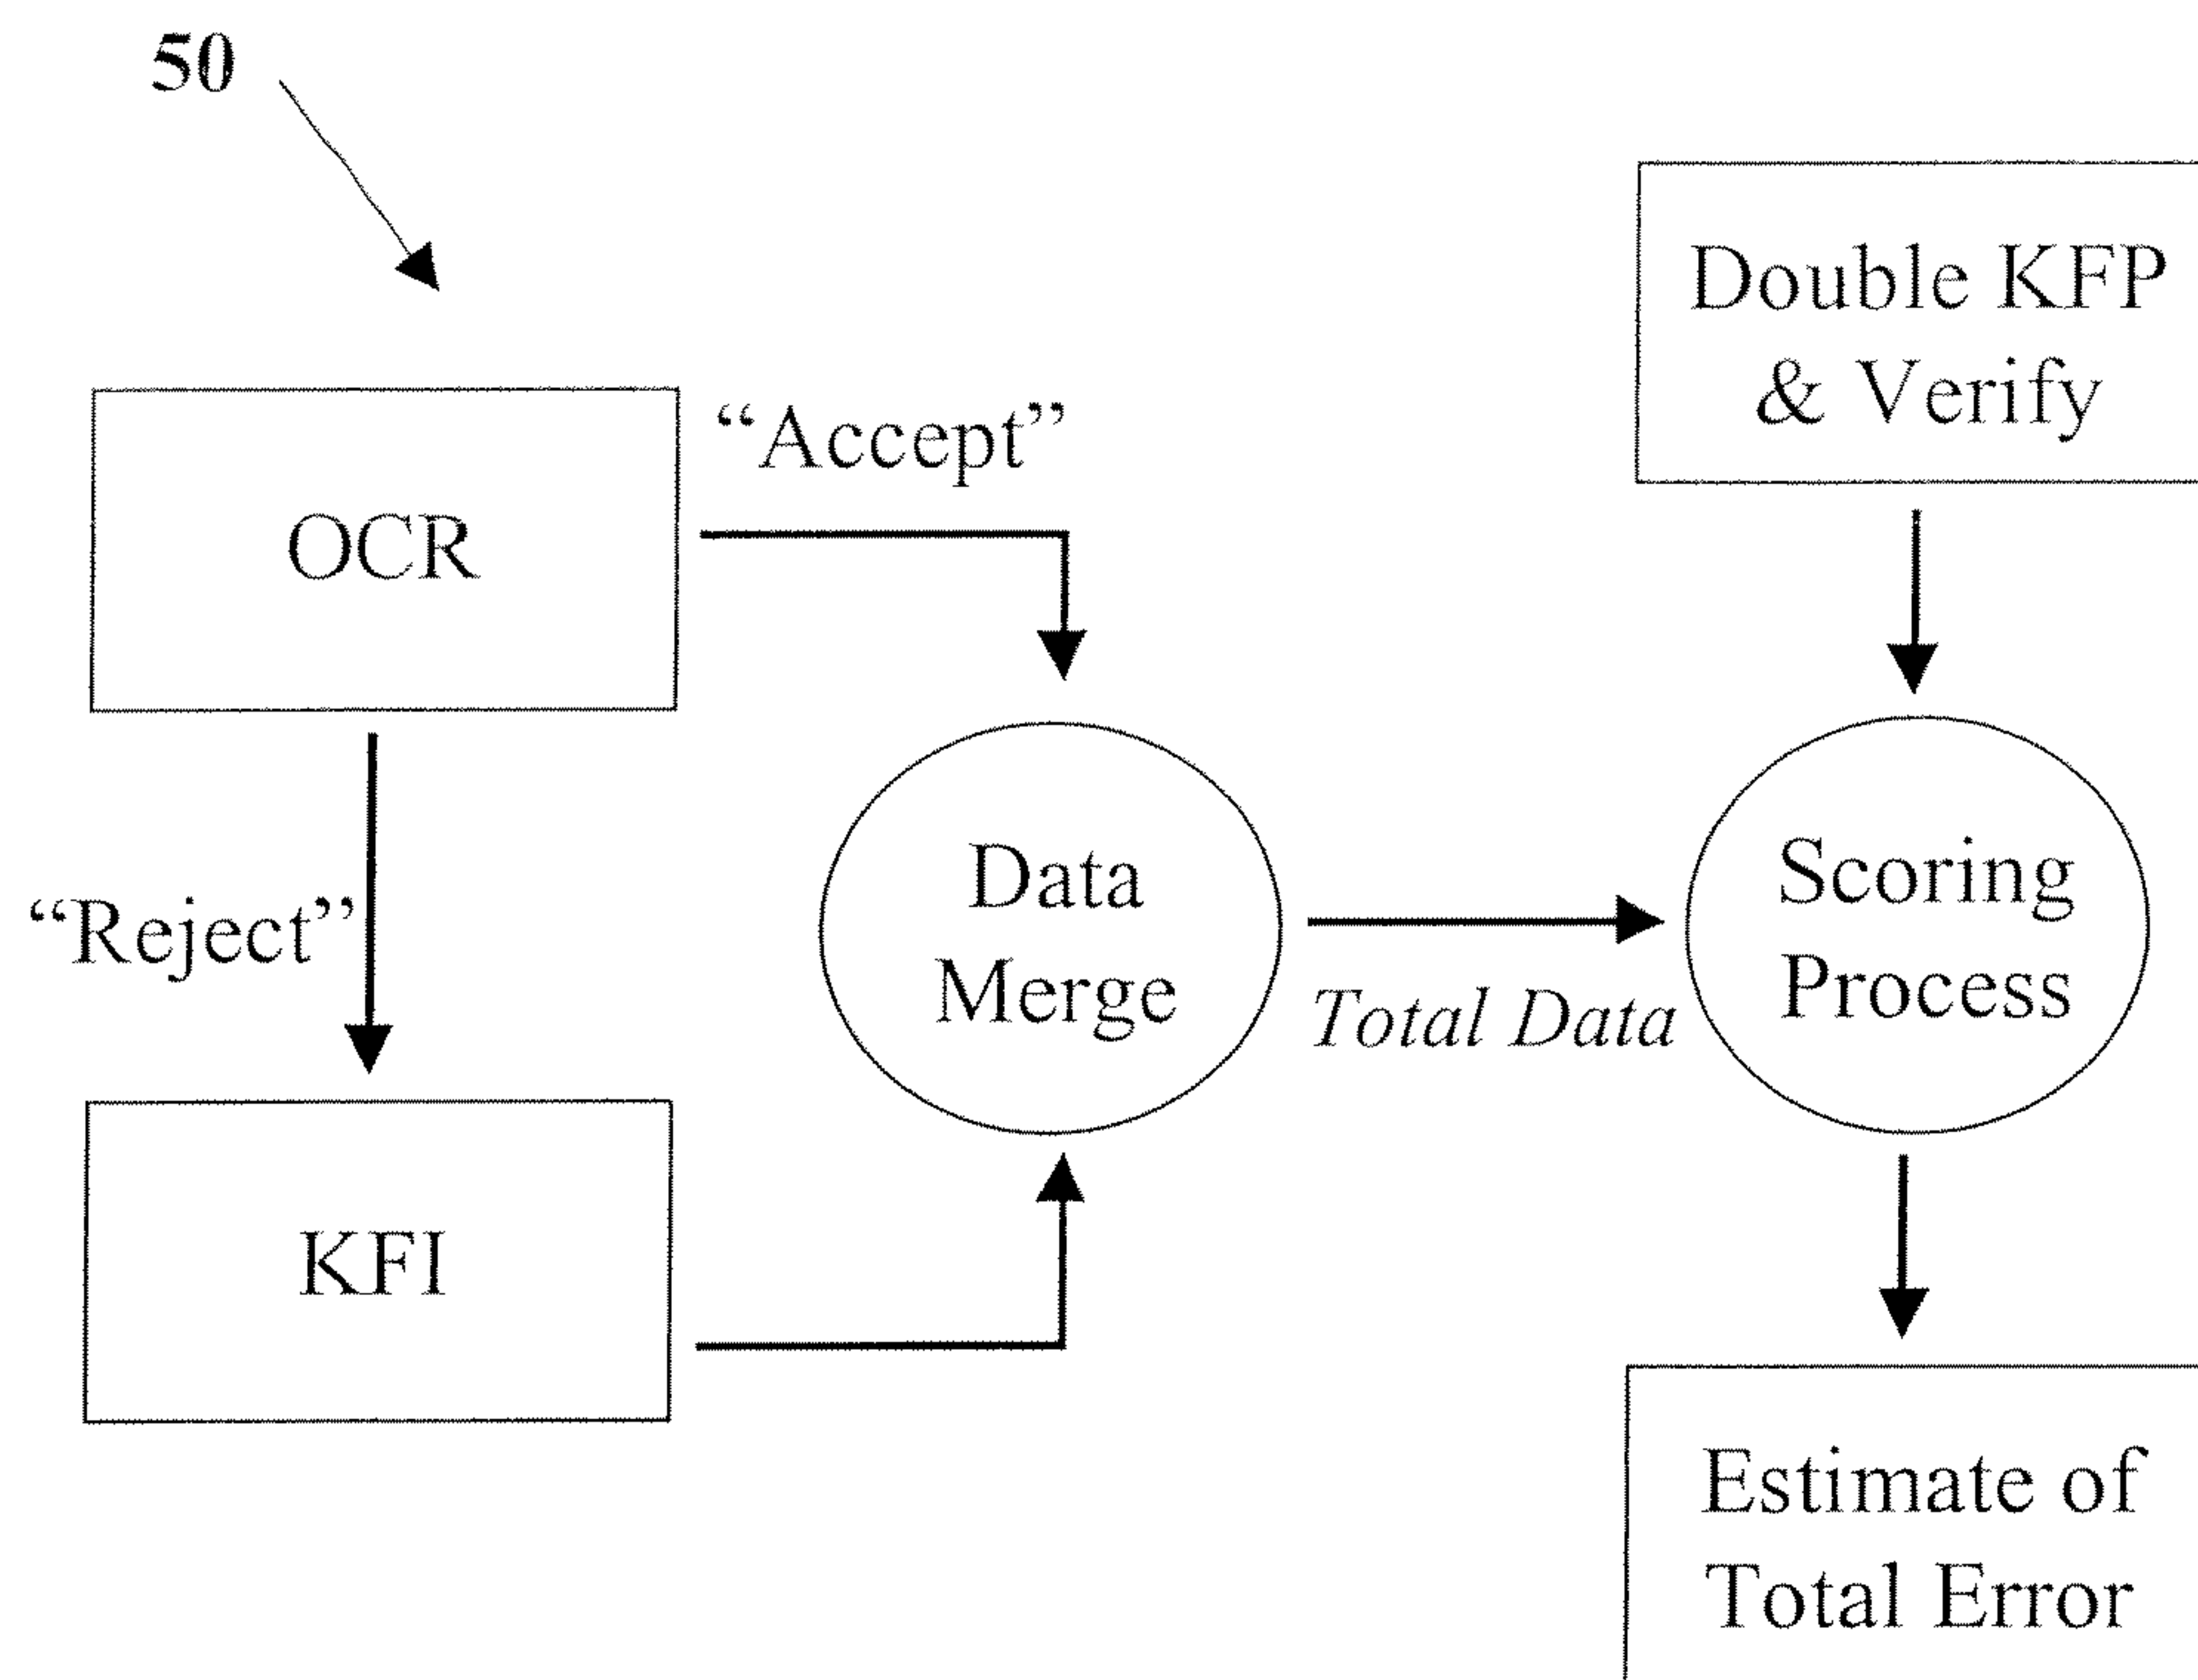 50
Double KFP
& Verify
“Accept”
OCR
Data
Merge
Scoring
Process
“Reject”
Total Data
KFI
Estimate of
Total Error